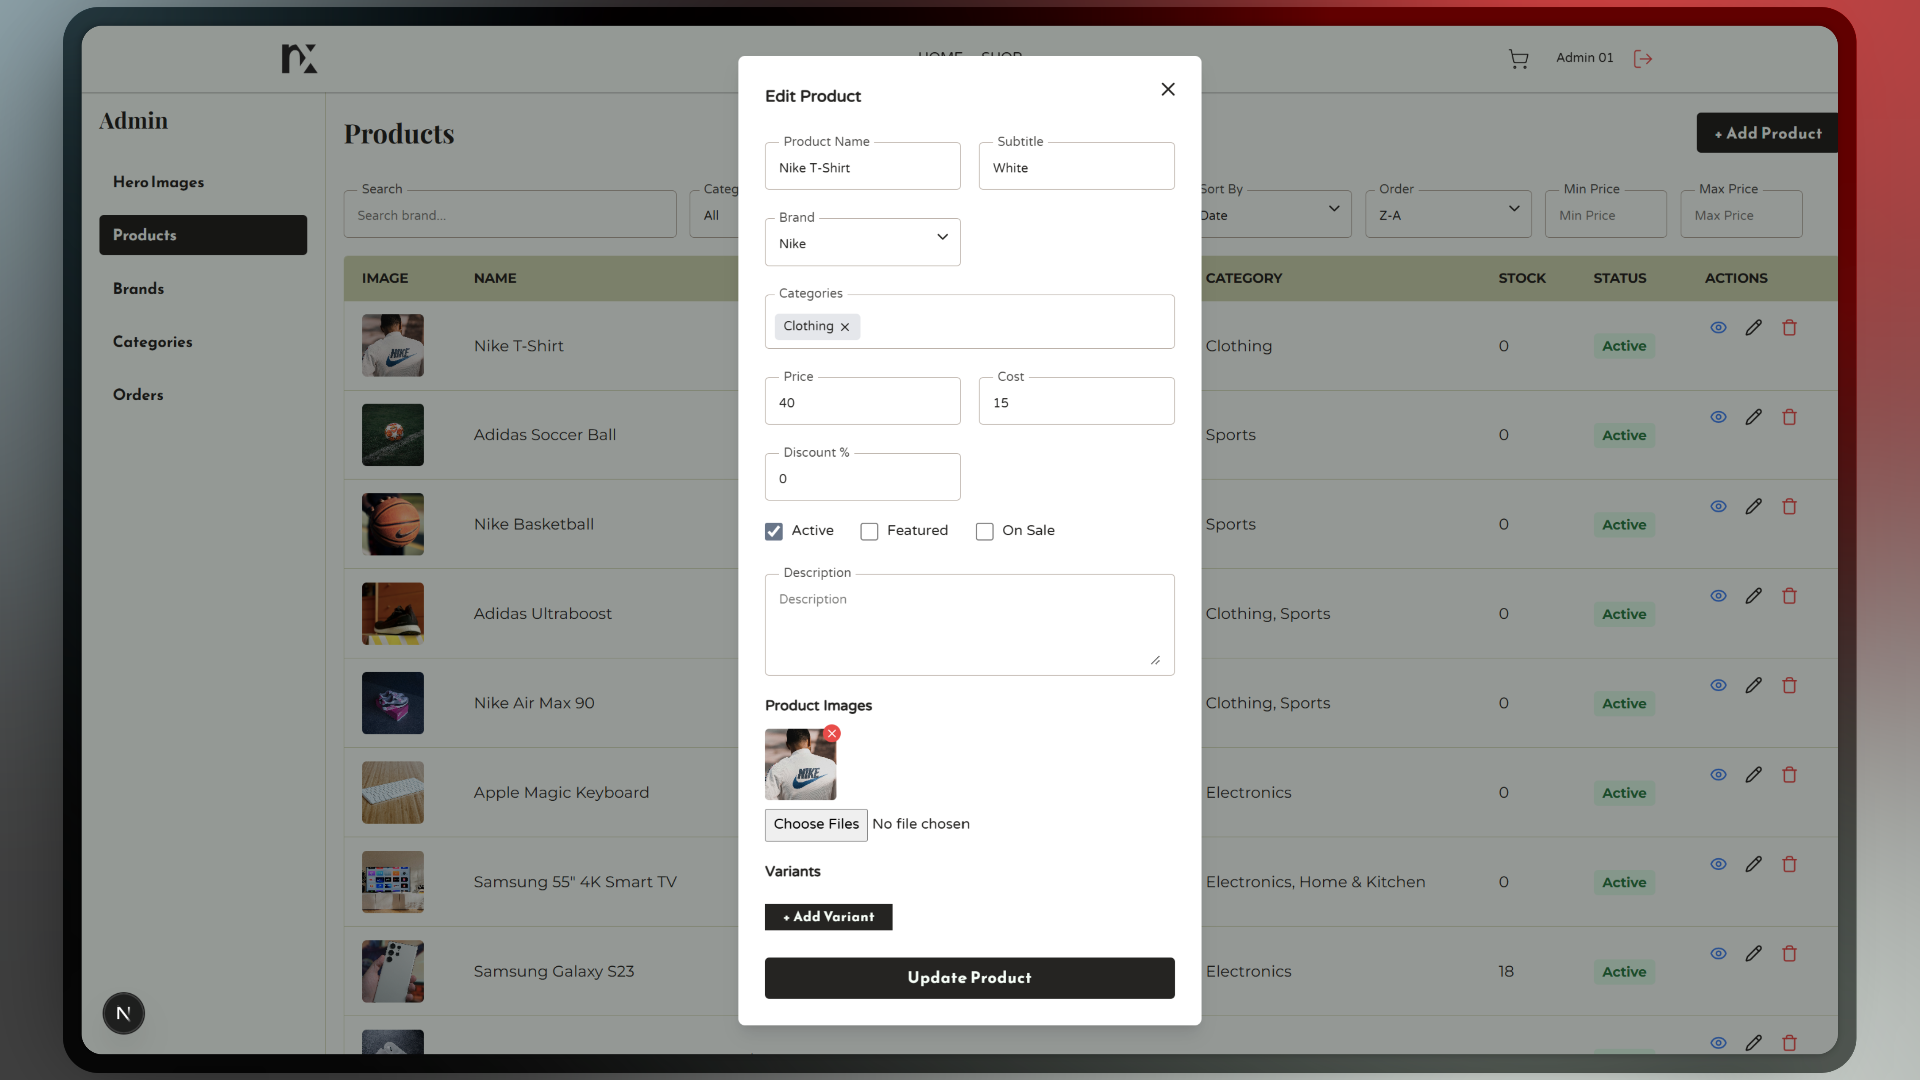 HOME SHOP
Admin 01
Admin
Hero Images
Products
Brands
Categories
Orders
Products
+ Add Product
Search
Search brand...
Categ
All
Sort By
Date
Order
Z-A
Min Price
Min Price
Max Price
Max Price
IMAGE NAME CATEGORY STOCK STATUS ACTIONS
Nike T-Shirt Clothing 0 Active
Adidas Soccer Ball Sports 0 Active
Nike Basketball Sports 0 Active
Adidas Ultraboost Clothing, Sports 0 Active
Nike Air Max 90 Clothing, Sports 0 Active
Apple Magic Keyboard Electronics 0 Active
Samsung 55" 4K Smart TV Electronics, Home & Kitchen 0 Active
Samsung Galaxy S23 Electronics 18 Active
N
Edit Product
Product Name
Nike T-Shirt
Subtitle
White
Brand
Nike
Categories
Clothing
Price
40
Cost
15
Discount %
0
Active Featured On Sale
Description
Description
Product Images
NIKE
Choose Files No file chosen
Variants
+ Add Variant
Update Product